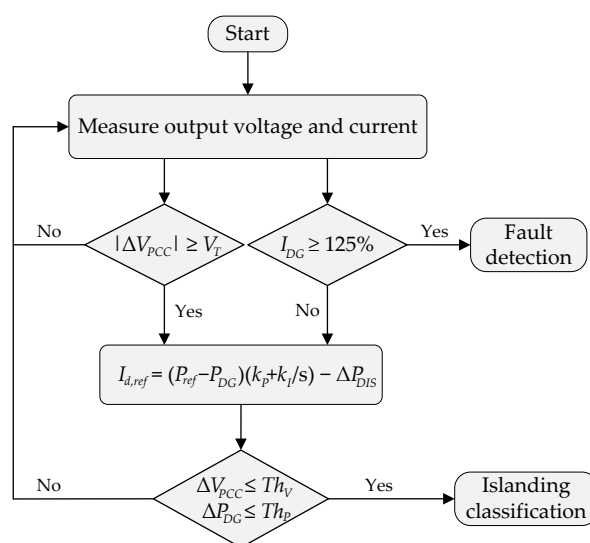 Start
Measure output voltage and current
No
|ΔV_PCC| ≥ V_T
I_DG ≥ 125%
Yes
Fault
detection
Yes
No
I_d,ref = (P_ref−P_DG)(k_P+k_I/s) − ΔP_DIS
No
ΔV_PCC ≤ Th_V
ΔP_DG ≤ Th_P
Yes
Islanding
classification